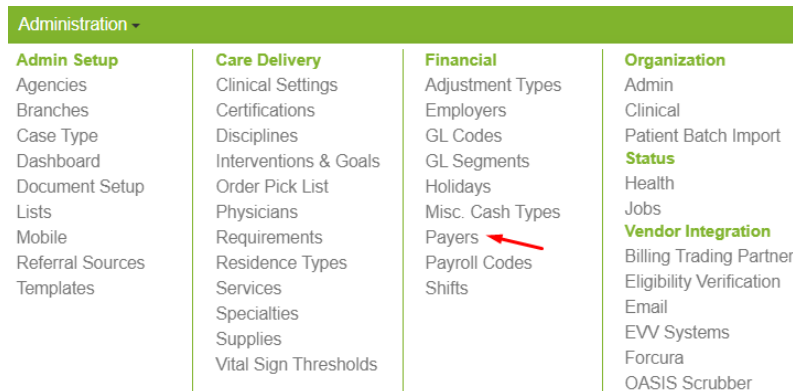 Administration
Admin Setup
Agencies
Branches
Case Type
Dashboard
Document Setup
Lists
Mobile
Referral Sources
Templates
Care Delivery
Clinical Settings
Certifications
Disciplines
Interventions & Goals
Order Pick List
Physicians
Requirements
Residence Types
Services
Specialties
Supplies
Vital Sign Thresholds
Financial
Adjustment Types
Employers
GL Codes
GL Segments
Holidays
Misc. Cash Types
Payers
Payroll Codes
Shifts
Organization
Admin
Clinical
Patient Batch Import
Status
Health
Jobs
Vendor Integration
Billing Trading Partner
Eligibility Verification
Email
EVV Systems
Forcura
OASIS Scrubber